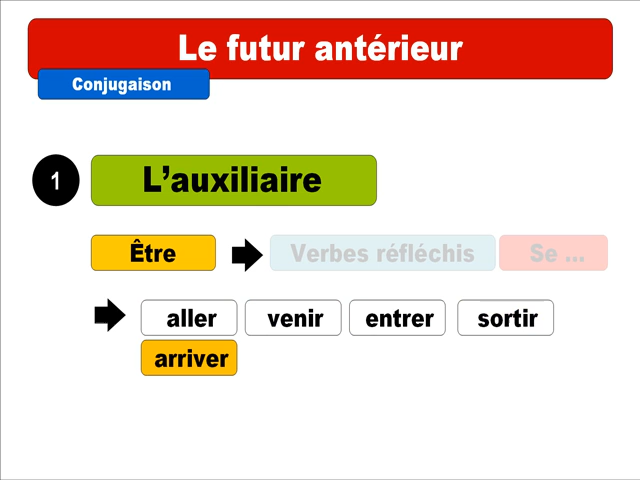 Le futur antérieur
Conjugaison
1 L’auxiliaire
Être Verbes réfléchis Se ...
aller venir entrer sortir
arriver